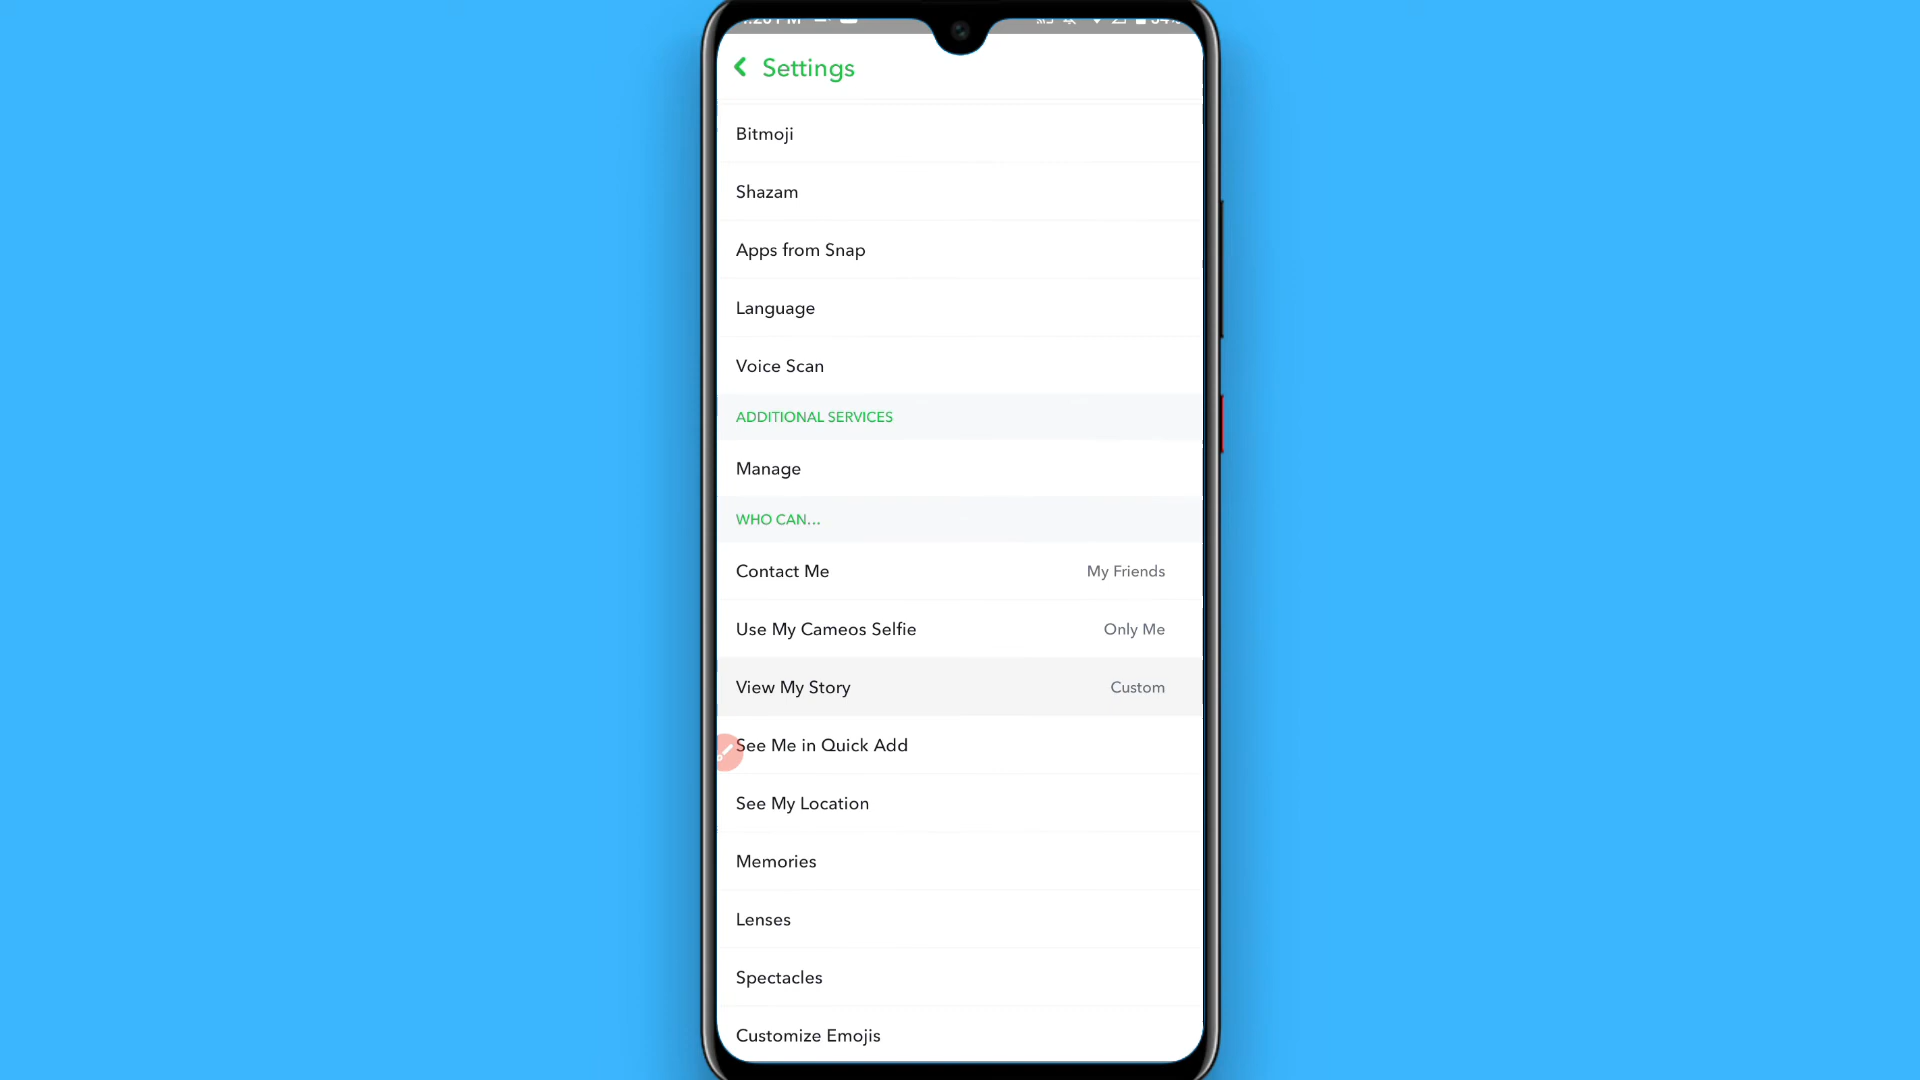 Settings
Bitmoji
Shazam
Apps from Snap
Language
Voice Scan
ADDITIONAL SERVICES
Manage
WHO CAN...
Contact Me My Friends
Use My Cameos Selfie Only Me
View My Story Custom
See Me in Quick Add
See My Location
Memories
Lenses
Spectacles
Customize Emojis